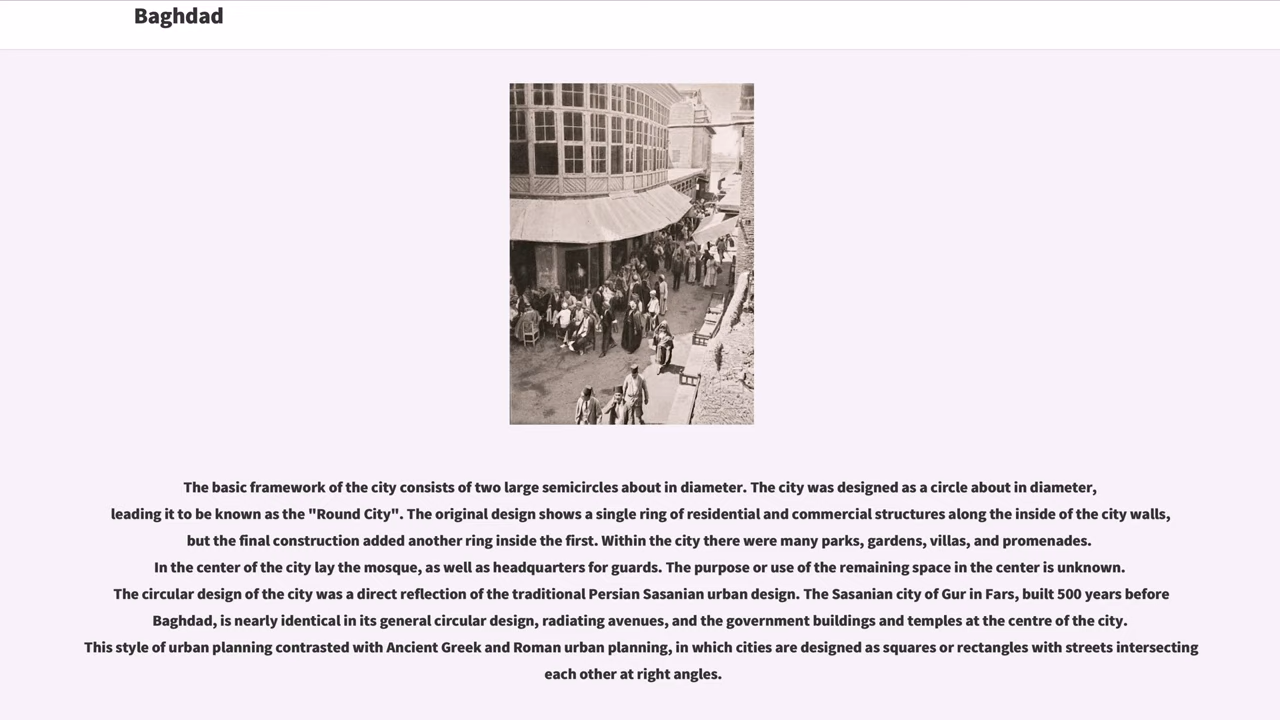 Baghdad
The basic framework of the city consists of two large semicircles about in diameter. The city was designed as a circle about in diameter,
leading it to be known as the "Round City". The original design shows a single ring of residential and commercial structures along the inside of the city walls,
but the final construction added another ring inside the first. Within the city there were many parks, gardens, villas, and promenades.
In the center of the city lay the mosque, as well as headquarters for guards. The purpose or use of the remaining space in the center is unknown.
The circular design of the city was a direct reflection of the traditional Persian Sasanian urban design. The Sasanian city of Gur in Fars, built 500 years before
Baghdad, is nearly identical in its general circular design, radiating avenues, and the government buildings and temples at the centre of the city.
This style of urban planning contrasted with Ancient Greek and Roman urban planning, in which cities are designed as squares or rectangles with streets intersecting
each other at right angles.